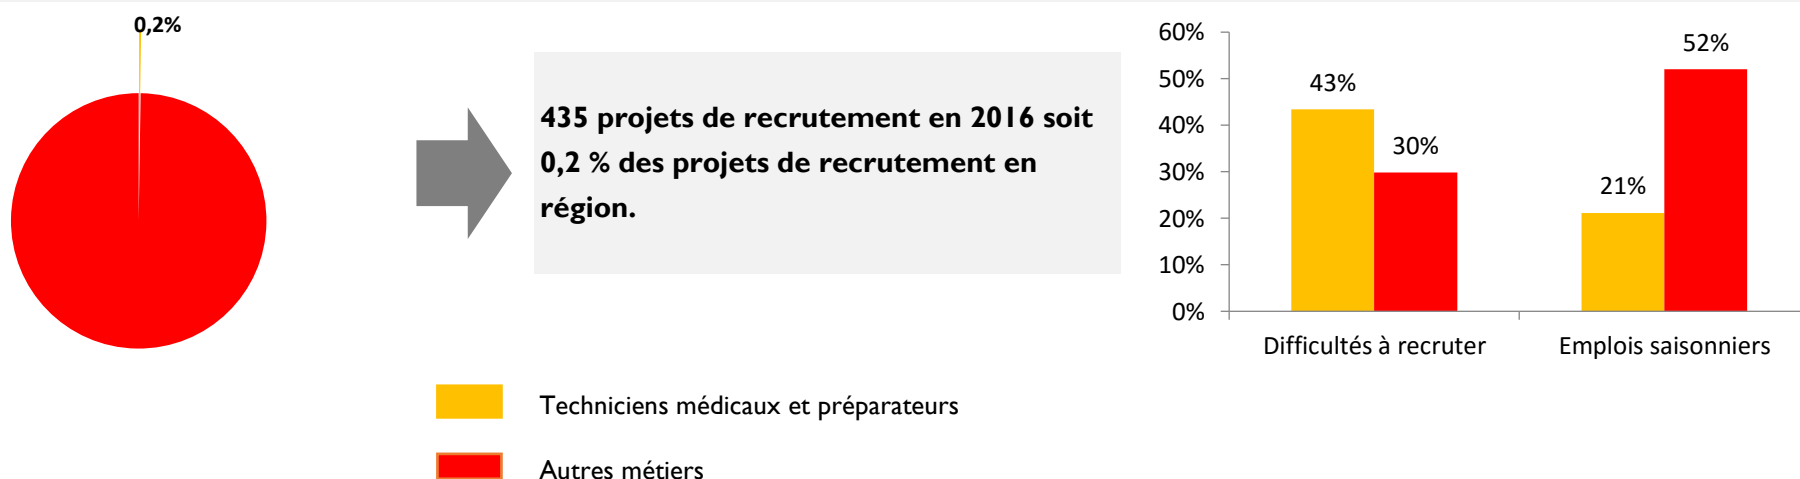 0,2%
435 projets de recrutement en 2016 soit
0,2 % des projets de recrutement en
région.
60%
50%
40%
30%
20%
10%
0%
43%
30%
21%
52%
Difficultés à recruter
Emplois saisonniers
Techniciens médicaux et préparateurs
Autres métiers